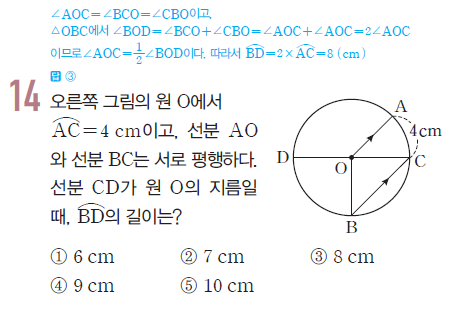 ∠AOC=∠BCO=∠CBO이고,
△OBC에서 ∠BOD=∠BCO+∠CBO=∠AOC+∠AOC=2∠AOC
이므로∠AOC=1/2∠BOD이다. 따라서 B͡D=2×A͡C=8 (cm)
답 ③
14 오른쪽 그림의 원 O에서
A͡C=4 cm이고, 선분 AO
와 선분 BC는 서로 평행하다.
선분 CD가 원 O의 지름일
때, B͡D의 길이는?
A
4cm
D
O
C
B
① 6 cm ② 7 cm ③ 8 cm
④ 9 cm ⑤ 10 cm